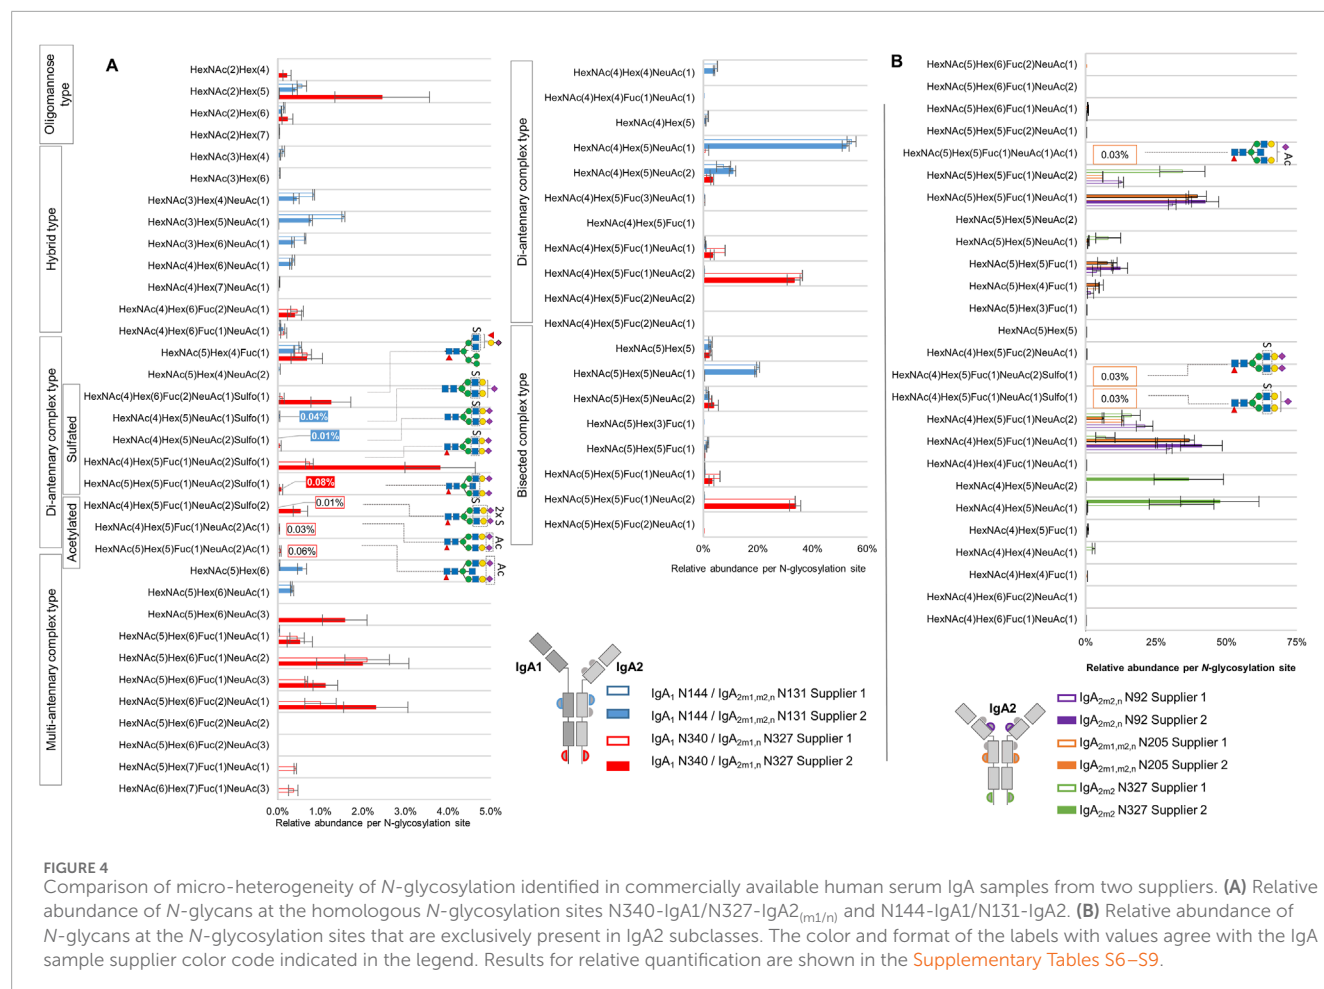 A
Oligomannose type
HexNAc(2)Hex(4)
HexNAc(2)Hex(5)
HexNAc(2)Hex(6)
HexNAc(2)Hex(7)
Hybrid type
HexNAc(3)Hex(4)
HexNAc(3)Hex(6)
HexNAc(3)Hex(4)NeuAc(1)
HexNAc(3)Hex(5)NeuAc(1)
HexNAc(3)Hex(6)NeuAc(1)
HexNAc(4)Hex(6)NeuAc(1)
HexNAc(4)Hex(7)NeuAc(1)
HexNAc(4)Hex(6)Fuc(2)NeuAc(1)
HexNAc(4)Hex(6)Fuc(1)NeuAc(1)
Di-antennary complex type
HexNAc(5)Hex(4)Fuc(1)
HexNAc(5)Hex(4)NeuAc(2)
Sulfated
HexNAc(4)Hex(6)Fuc(2)NeuAc(1)Sulfo(1)
HexNAc(4)Hex(5)NeuAc(1)Sulfo(1)
0.04%
HexNAc(4)Hex(5)NeuAc(2)Sulfo(1)
0.01%
HexNAc(4)Hex(5)Fuc(1)NeuAc(2)Sulfo(1)
HexNAc(5)Hex(5)Fuc(1)NeuAc(2)Sulfo(1)
0.08%
Acetylated
HexNAc(4)Hex(5)Fuc(1)NeuAc(2)Sulfo(2)
0.01%
HexNAc(4)Hex(5)Fuc(1)NeuAc(2)Ac(1)
0.03%
HexNAc(5)Hex(5)Fuc(1)NeuAc(2)Ac(1)
0.06%
S
S
S
S
S
2x S
Ac
Ac
Multi-antennary complex type
HexNAc(5)Hex(6)
HexNAc(5)Hex(6)NeuAc(1)
HexNAc(5)Hex(6)NeuAc(3)
HexNAc(5)Hex(6)Fuc(1)NeuAc(1)
HexNAc(5)Hex(6)Fuc(1)NeuAc(2)
HexNAc(5)Hex(6)Fuc(1)NeuAc(3)
HexNAc(5)Hex(6)Fuc(2)NeuAc(1)
HexNAc(5)Hex(6)Fuc(2)NeuAc(2)
HexNAc(5)Hex(6)Fuc(2)NeuAc(3)
HexNAc(5)Hex(7)Fuc(1)NeuAc(1)
HexNAc(6)Hex(7)Fuc(1)NeuAc(3)
0.0% 1.0% 2.0% 3.0% 4.0% 5.0%
Relative abundance per N-glycosylation site
Di-antennary complex type
HexNAc(4)Hex(4)NeuAc(1)
HexNAc(4)Hex(4)Fuc(1)NeuAc(1)
HexNAc(4)Hex(5)
HexNAc(4)Hex(5)NeuAc(1)
HexNAc(4)Hex(5)NeuAc(2)
HexNAc(4)Hex(5)Fuc(3)NeuAc(1)
HexNAc(4)Hex(5)Fuc(1)
HexNAc(4)Hex(5)Fuc(1)NeuAc(1)
HexNAc(4)Hex(5)Fuc(1)NeuAc(2)
HexNAc(4)Hex(5)Fuc(2)NeuAc(2)
HexNAc(4)Hex(5)Fuc(2)NeuAc(1)
Bisected complex type
HexNAc(5)Hex(5)
HexNAc(5)Hex(5)NeuAc(1)
HexNAc(5)Hex(5)NeuAc(2)
HexNAc(5)Hex(3)Fuc(1)
HexNAc(5)Hex(5)Fuc(1)
HexNAc(5)Hex(5)Fuc(1)NeuAc(1)
HexNAc(5)Hex(5)Fuc(1)NeuAc(2)
HexNAc(5)Hex(5)Fuc(2)NeuAc(1)
0% 20% 40% 60%
Relative abundance per N-glycosylation site
IgA1 IgA2
IgA1 N144 / IgA2m1,m2,n N131 Supplier 1
IgA1 N144 / IgA2m1,m2,n N131 Supplier 2
IgA1 N340 / IgA2m1,n N327 Supplier 1
IgA1 N340 / IgA2m1,n N327 Supplier 2
B
HexNAc(5)Hex(6)Fuc(2)NeuAc(1)
HexNAc(5)Hex(6)Fuc(1)NeuAc(2)
HexNAc(5)Hex(6)Fuc(1)NeuAc(1)
HexNAc(5)Hex(5)Fuc(2)NeuAc(1)
HexNAc(5)Hex(5)Fuc(1)NeuAc(1)Ac(1)
0.03%
Ac
HexNAc(5)Hex(5)Fuc(1)NeuAc(2)
HexNAc(5)Hex(5)Fuc(1)NeuAc(1)
HexNAc(5)Hex(5)NeuAc(2)
HexNAc(5)Hex(5)NeuAc(1)
HexNAc(5)Hex(5)Fuc(1)
HexNAc(5)Hex(4)Fuc(1)
HexNAc(5)Hex(3)Fuc(1)
HexNAc(5)Hex(5)
HexNAc(4)Hex(5)Fuc(2)NeuAc(1)
HexNAc(4)Hex(5)Fuc(1)NeuAc(2)Sulfo(1)
0.03%
S
HexNAc(4)Hex(5)Fuc(1)NeuAc(1)Sulfo(1)
0.03%
S
HexNAc(4)Hex(5)Fuc(1)NeuAc(2)
HexNAc(4)Hex(5)Fuc(1)NeuAc(1)
HexNAc(4)Hex(4)Fuc(1)NeuAc(1)
HexNAc(4)Hex(5)NeuAc(2)
HexNAc(4)Hex(5)NeuAc(1)
HexNAc(4)Hex(5)Fuc(1)
HexNAc(4)Hex(4)NeuAc(1)
HexNAc(4)Hex(4)Fuc(1)
HexNAc(4)Hex(6)Fuc(2)NeuAc(1)
HexNAc(4)Hex(6)Fuc(1)NeuAc(1)
0% 25% 50% 75%
Relative abundance per N-glycosylation site
IgA2
IgA2m2,n N92 Supplier 1
IgA2m2,n N92 Supplier 2
IgA2m1,m2,n N205 Supplier 1
IgA2m1,m2,n N205 Supplier 2
IgA2m2 N327 Supplier 1
IgA2m2 N327 Supplier 2
FIGURE 4
Comparison of micro-heterogeneity of N-glycosylation identified in commercially available human serum IgA samples from two suppliers. (A) Relative
abundance of N-glycans at the homologous N-glycosylation sites N340-IgA1/N327-IgA2(m1/n) and N144-IgA1/N131-IgA2. (B) Relative abundance of
N-glycans at the N-glycosylation sites that are exclusively present in IgA2 subclasses. The color and format of the labels with values agree with the IgA
sample supplier color code indicated in the legend. Results for relative quantification are shown in the Supplementary Tables S6–S9.